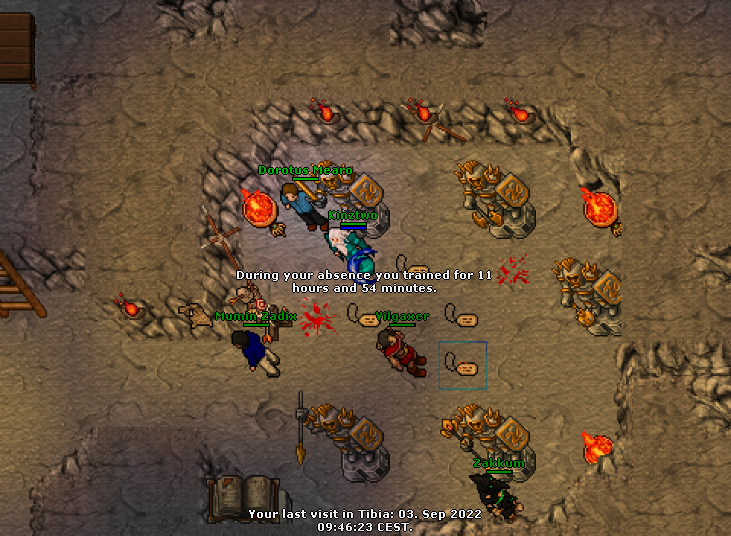 Dorotus Mearo
Kinztwo
During your absence you trained for 11
hours and 54 minutes.
Mumin Zadix
Vilgaxer
Zakkum
Your last visit in Tibia: 03. Sep 2022
09:46:23 CEST.